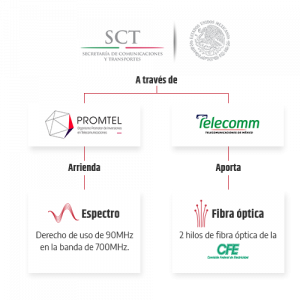 SCT
SECRETARÍA DE COMUNICACIONES
Y TRANSPORTES
A través de
PROMTEL
Organismo Promotor de Inversiones
en Telecomunicaciones
Telecomm
TELECOMUNICACIONES DE MÉXICO
Arrienda
Aporta
Espectro
Derecho de uso de 90MHz
en la banda de 700MHz.
Fibra óptica
2 hilos de fibra óptica de la
CFE
Comisión Federal de Electricidad